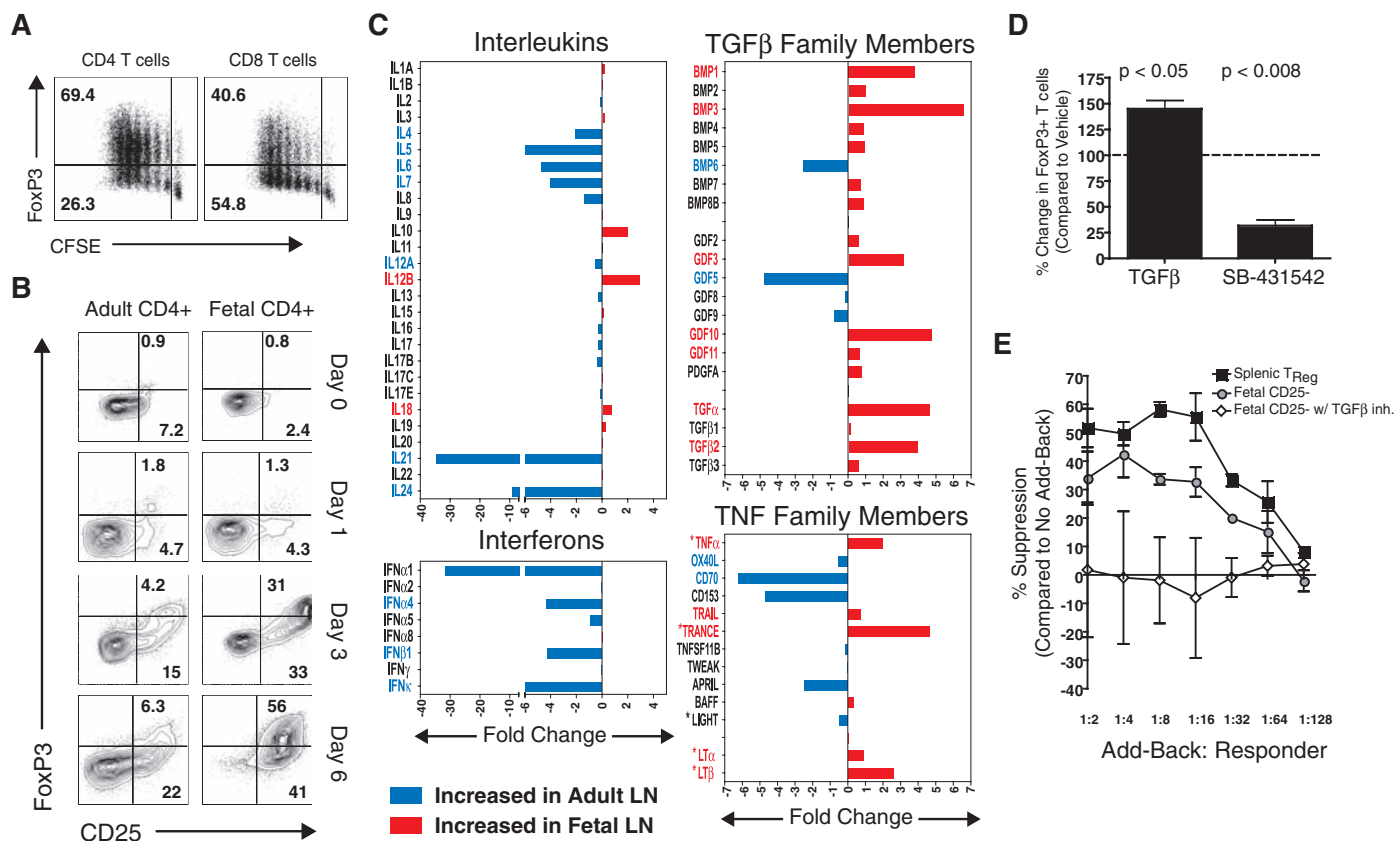 A
CD4 T cells
CD8 T cells
69.4
40.6
26.3
54.8
FoxP3
CFSE
B
Adult CD4+
Fetal CD4+
0.9
0.8
7.2
2.4
Day 0
1.8
1.3
4.7
4.3
Day 1
4.2
31
15
33
Day 3
6.3
56
22
41
Day 6
FoxP3
CD25
C
Interleukins
IL1A
IL1B
IL2
IL3
IL4
IL5
IL6
IL7
IL8
IL9
IL10
IL11
IL12A
IL12B
IL13
IL15
IL16
IL17
IL17B
IL17C
IL17E
IL18
IL19
IL20
IL21
IL22
IL24
-40 -30 -20 -10 -6 -4 -2 0 2 4
Interferons
IFNα1
IFNα2
IFNα4
IFNα5
IFNα8
IFNβ1
IFNγ
IFNκ
-40 -30 -20 -10 -6 -4 -2 0 2 4
Fold Change
Increased in Adult LN
Increased in Fetal LN
TGFβ Family Members
BMP1
BMP2
BMP3
BMP4
BMP5
BMP6
BMP7
BMP8B
GDF2
GDF3
GDF5
GDF8
GDF9
GDF10
GDF11
PDGFA
TGFα
TGFβ1
TGFβ2
TGFβ3
-7 -6 -5 -4 -3 -2 -1 0 1 2 3 4 5 6 7
TNF Family Members
*TNFα
OX40L
CD70
CD153
TRAIL
*TRANCE
TNFSF11B
TWEAK
APRIL
BAFF
* LIGHT
*LTα
*LTβ
-7 -6 -5 -4 -3 -2 -1 0 1 2 3 4 5 6 7
Fold Change
D
p < 0.05
p < 0.008
% Change in FoxP3+ T cells
(Compared to Vehicle)
175
150
125
100
75
50
25
0
TGFβ
SB-431542
E
Splenic TReg
Fetal CD25-
Fetal CD25- w/ TGFβ inh.
% Suppression
(Compared to No Add-Back)
70
60
50
40
30
20
10
0
-10
-20
-30
-40
1:2 1:4 1:8 1:16 1:32 1:64 1:128
Add-Back: Responder